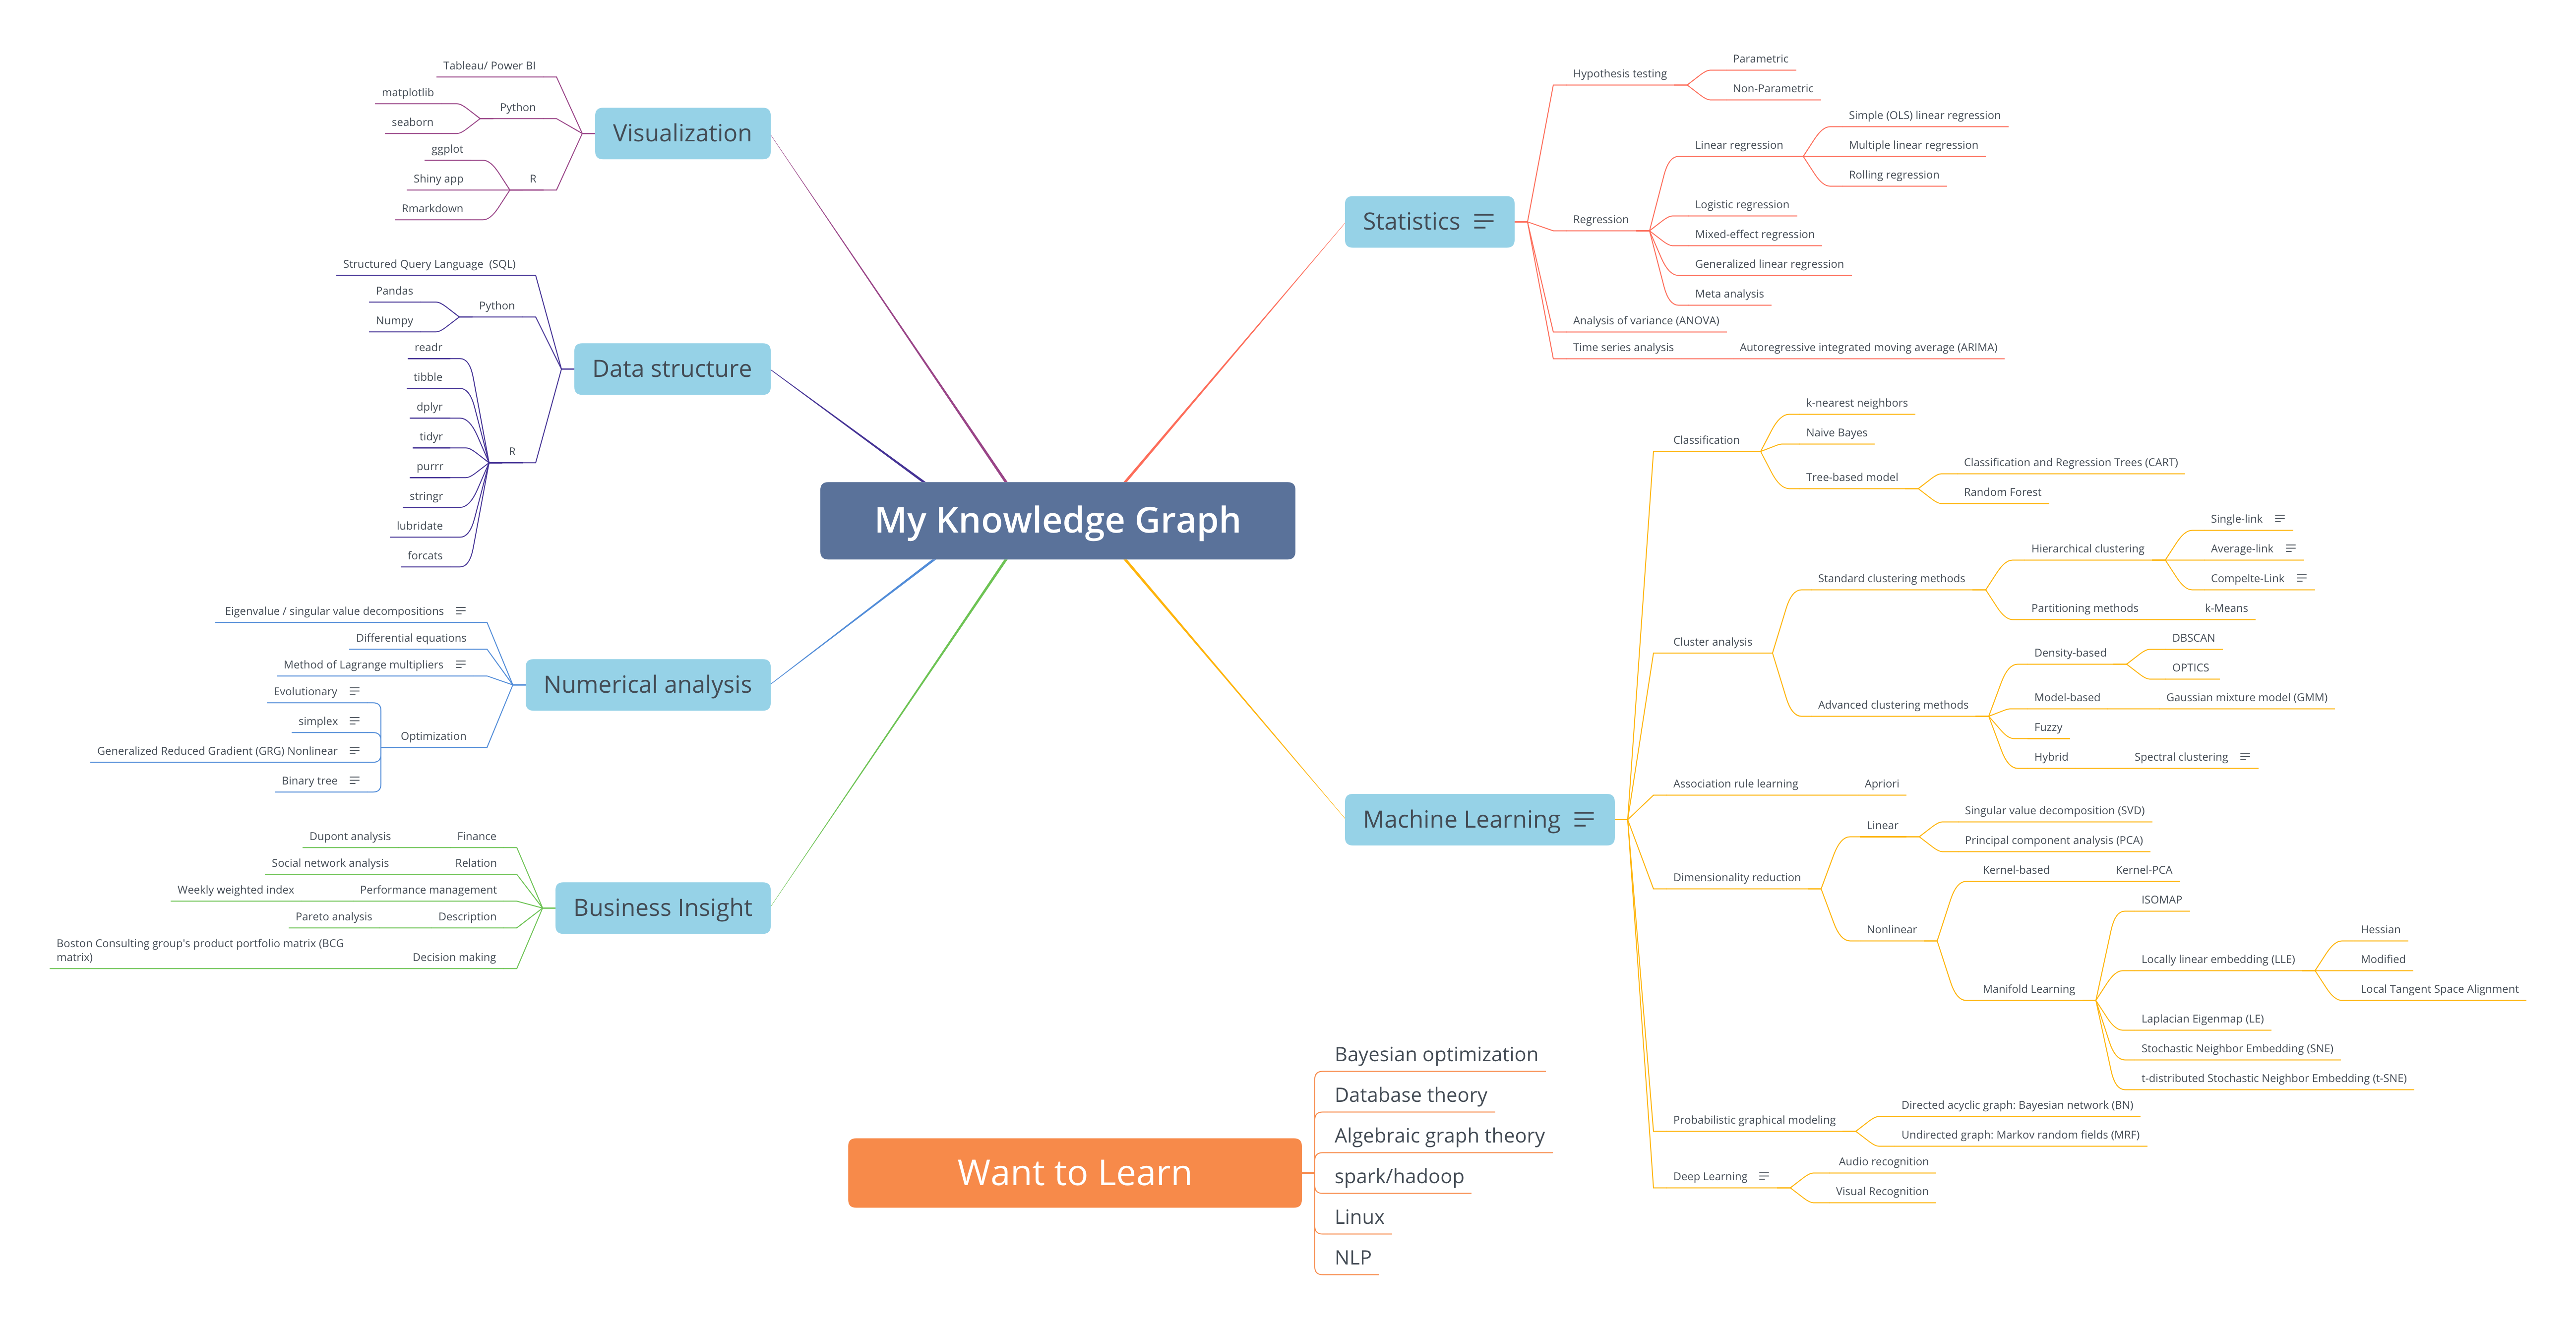 My Knowledge Graph
Visualization
Tableau/ Power BI
Python
matplotlib
seaborn
R
ggplot
Shiny app
Rmarkdown
Data structure
Structured Query Language  (SQL)
Python
Pandas
Numpy
R
readr
tibble
dplyr
tidyr
purrr
stringr
lubridate
forcats
Numerical analysis
Eigenvalue / singular value decompositions
Differential equations
Method of Lagrange multipliers
Optimization
Evolutionary
simplex
Generalized Reduced Gradient (GRG) Nonlinear
Binary tree
Business Insight
Finance
Dupont analysis
Relation
Social network analysis
Performance management
Weekly weighted index
Description
Pareto analysis
Decision making
Boston Consulting group's product portfolio matrix (BCG
matrix)
Statistics
Hypothesis testing
Parametric
Non-Parametric
Regression
Linear regression
Simple (OLS) linear regression
Multiple linear regression
Rolling regression
Logistic regression
Mixed-effect regression
Generalized linear regression
Meta analysis
Analysis of variance (ANOVA)
Time series analysis
Autoregressive integrated moving average (ARIMA)
Machine Learning
Classification
k-nearest neighbors
Naive Bayes
Tree-based model
Classification and Regression Trees (CART)
Random Forest
Cluster analysis
Standard clustering methods
Hierarchical clustering
Single-link
Average-link
Compelte-Link
Partitioning methods
k-Means
Advanced clustering methods
Density-based
DBSCAN
OPTICS
Model-based
Gaussian mixture model (GMM)
Fuzzy
Hybrid
Spectral clustering
Association rule learning
Apriori
Dimensionality reduction
Linear
Singular value decomposition (SVD)
Principal component analysis (PCA)
Nonlinear
Kernel-based
Kernel-PCA
Manifold Learning
ISOMAP
Locally linear embedding (LLE)
Hessian
Modified
Local Tangent Space Alignment
Laplacian Eigenmap (LE)
Stochastic Neighbor Embedding (SNE)
t-distributed Stochastic Neighbor Embedding (t-SNE)
Probabilistic graphical modeling
Directed acyclic graph: Bayesian network (BN)
Undirected graph: Markov random fields (MRF)
Deep Learning
Audio recognition
Visual Recognition
Want to Learn
Bayesian optimization
Database theory
Algebraic graph theory
spark/hadoop
Linux
NLP